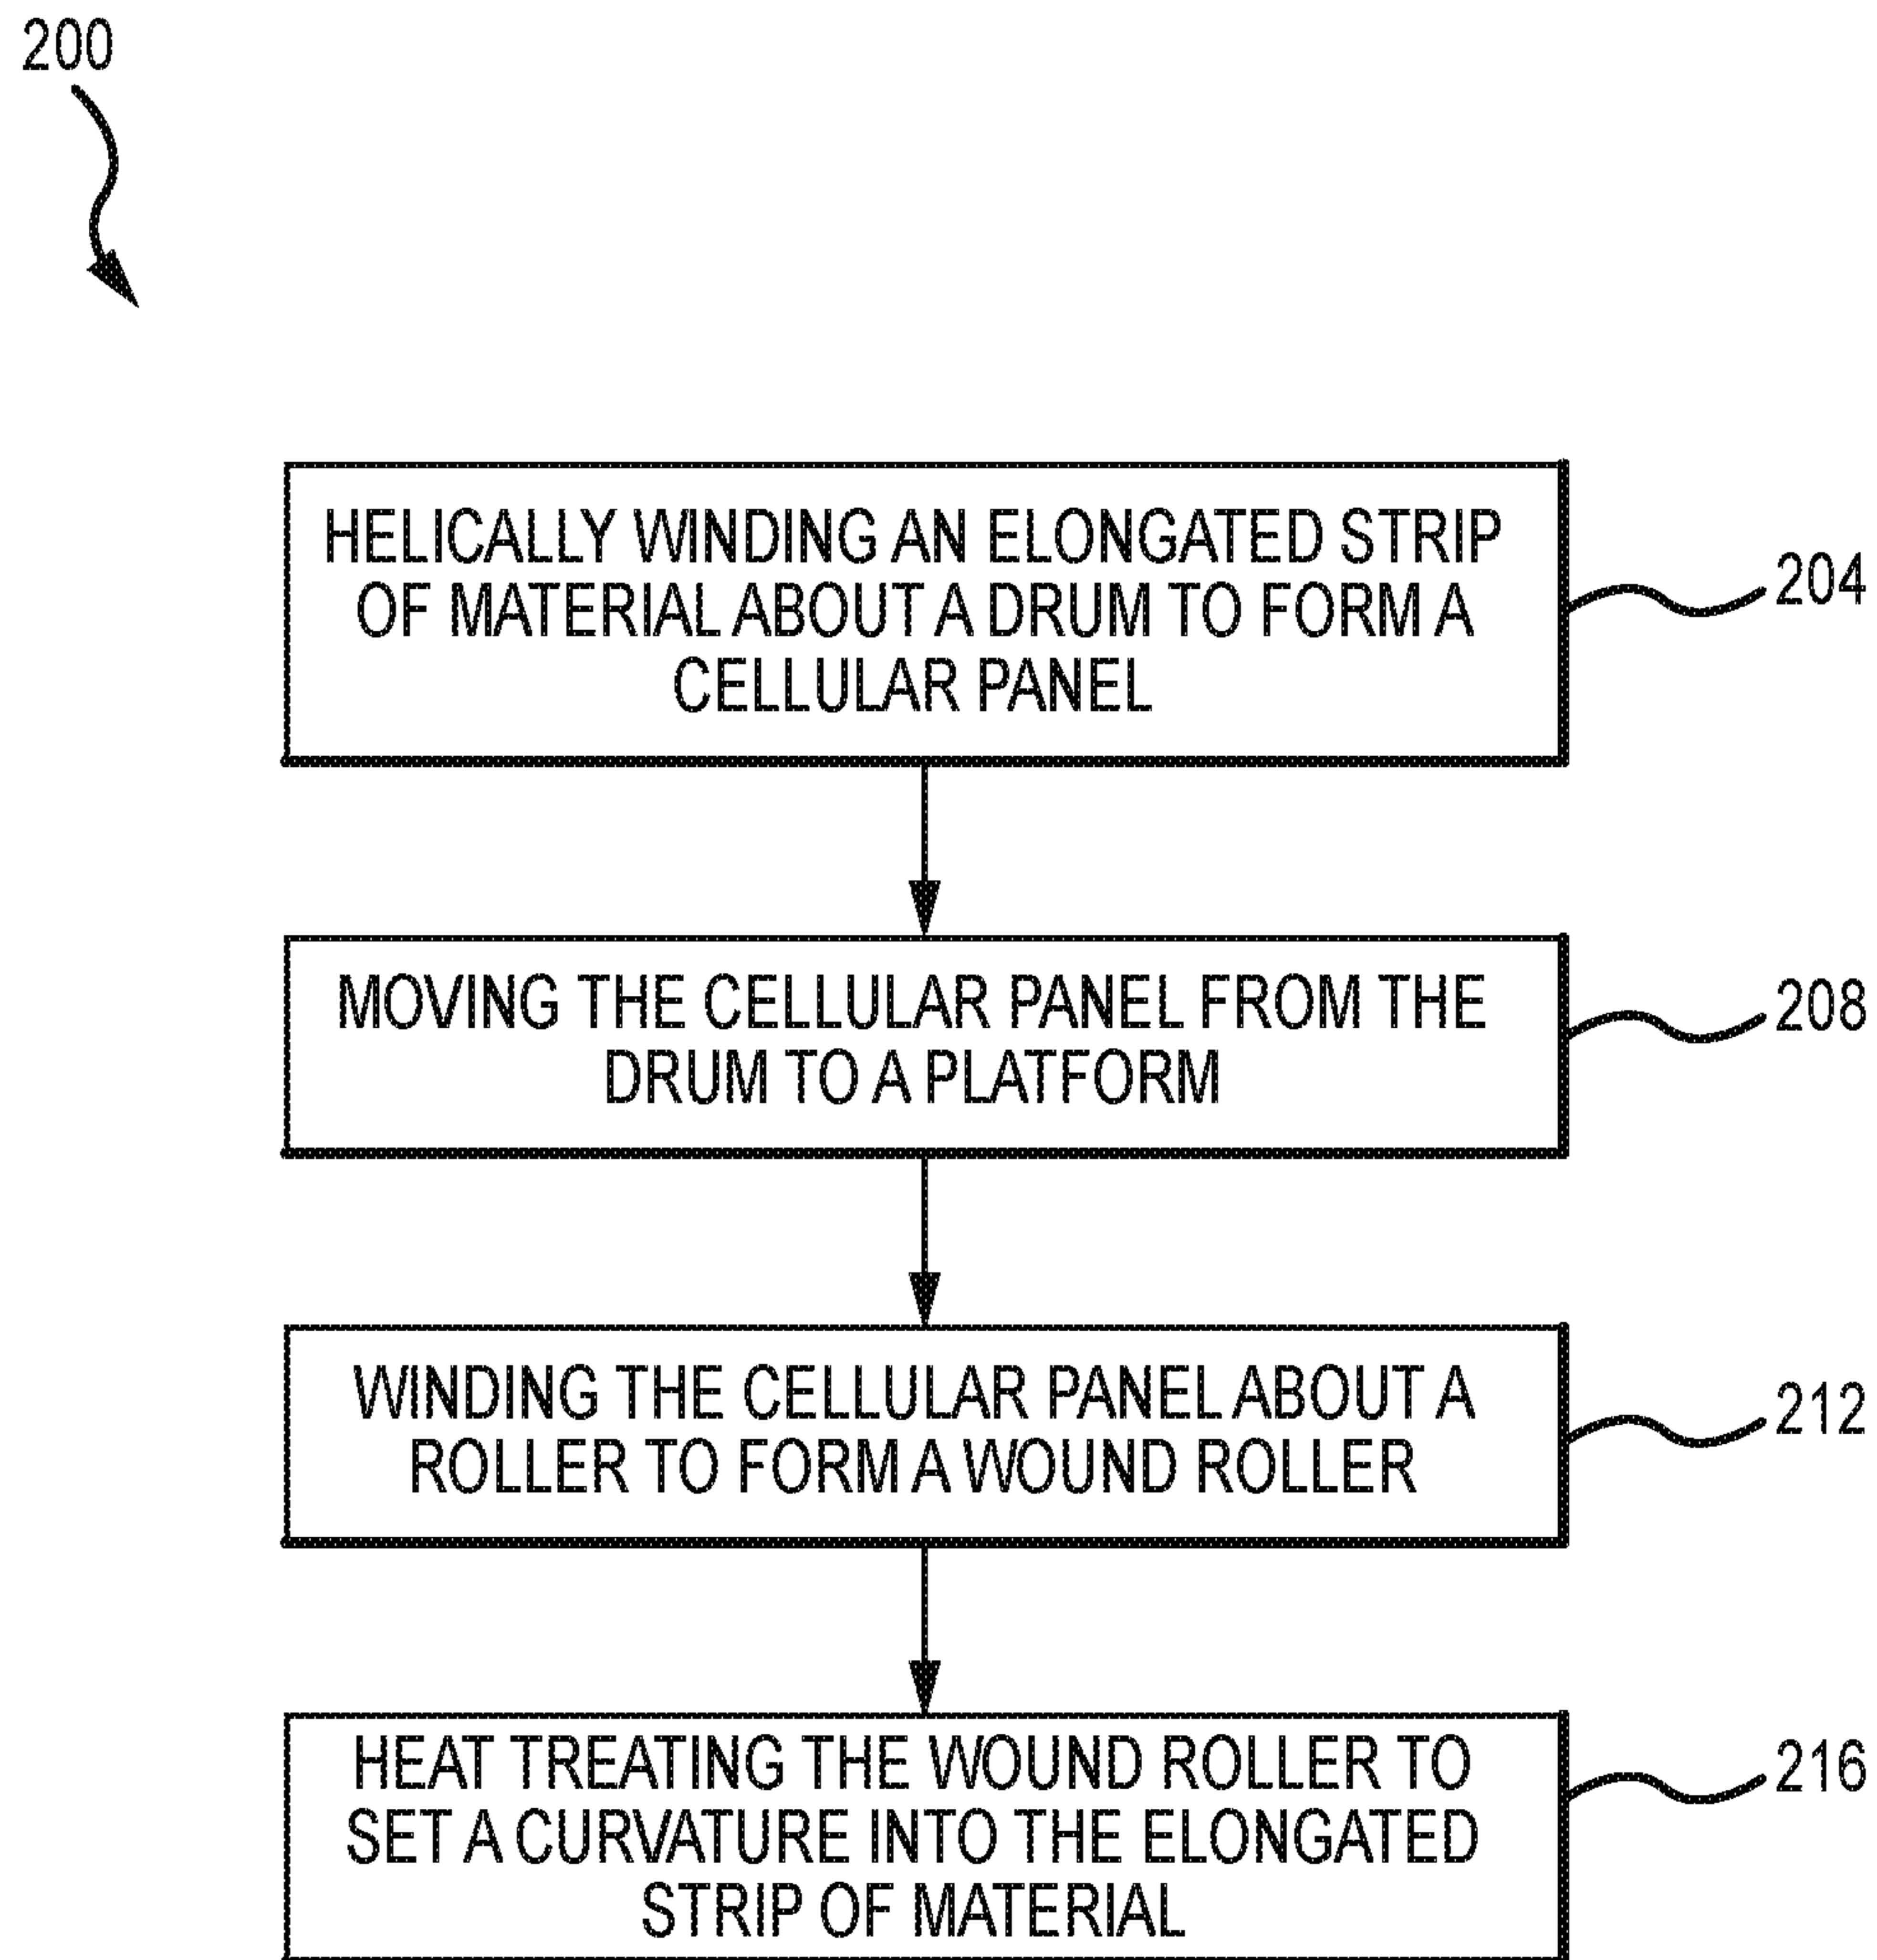 200
HELICALLY WINDING AN ELONGATED STRIP
OF MATERIAL ABOUT A DRUM TO FORM A
CELLULAR PANEL
204
MOVING THE CELLULAR PANEL FROM THE
DRUM TO A PLATFORM
208
WINDING THE CELLULAR PANEL ABOUT A
ROLLER TO FORM A WOUND ROLLER
212
HEAT TREATING THE WOUND ROLLER TO
SET A CURVATURE INTO THE ELONGATED
STRIP OF MATERIAL
216